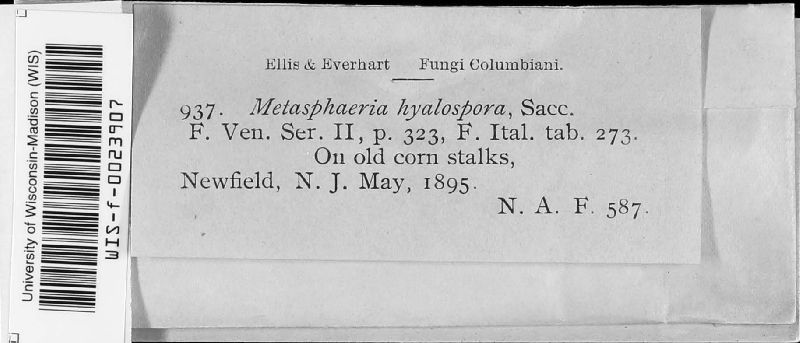 Ellis & Everhart Fungi Columbiani.
937. Metasphaeria hyalospora, Sacc.
F. Ven. Ser. II, p. 323, F. Ital. tab. 273.
On old corn stalks,
Newfield, N. J. May, 1895.
N. A. F. 587.
University of Wisconsin-Madison (WIS)
WIS-f-0023907